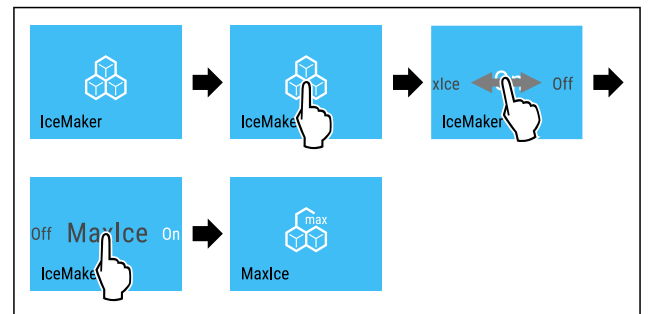 IceMaker
IceMake
xIce Off
IceMaker
Off MaxIce On
IceMake
max
MaxIce